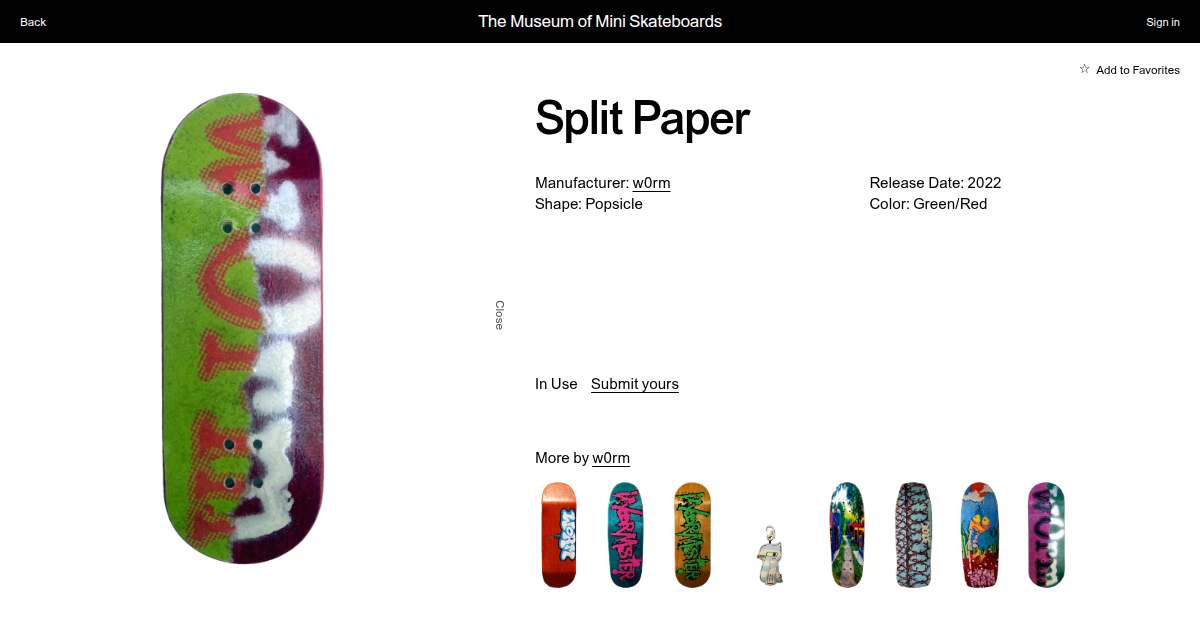 Back
The Museum of Mini Skateboards
Sign in
☆ Add to Favorites
Split Paper
Manufacturer: w0rm
Release Date: 2022
Shape: Popsicle
Color: Green/Red
Close
In Use Submit yours
More by w0rm